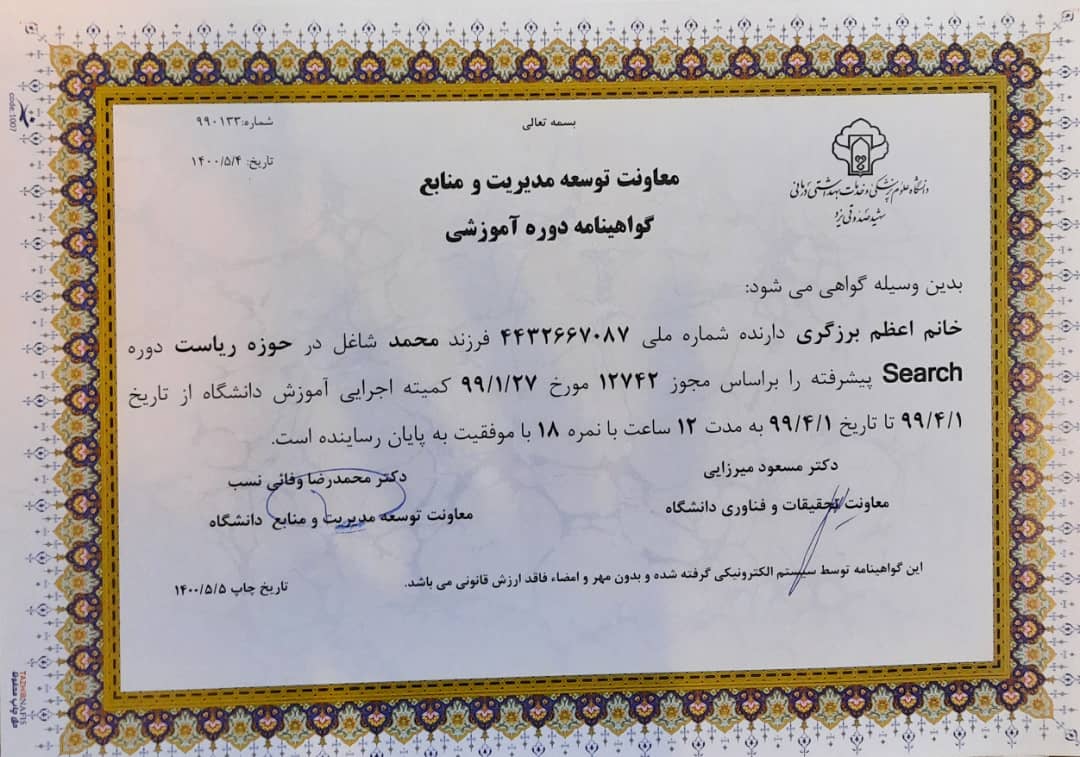 بسمه تعالی
شماره: ۹۹۰۱۳۳
تاریخ: ۱۴۰۰/۵/۴
دانشگاه علوم پزشکی و خدمات بهداشتی درمانی
شهید صدوقی یزد
معاونت توسعه مدیریت و منابع
گواهینامه دوره آموزشی
بدین وسیله گواهی می شود:
خانم اعظم برزگری دارنده شماره ملی ۴۴۳۲۶۶۷۰۸۷ فرزند محمد شاغل در حوزه ریاست دوره
Search پیشرفته را براساس مجوز ۱۲۷۴۲ مورخ ۹۹/۱/۲۷ کمیته اجرایی آموزش دانشگاه از تاریخ
۹۹/۴/۱ تا تاریخ ۹۹/۴/۱ به مدت ۱۲ ساعت با نمره ۱۸ با موفقیت به پایان رسانده است.
دکتر مسعود میرزایی
معاونت تحقیقات و فناوری دانشگاه
دکتر محمدرضا وفائی نسب
معاونت توسعه مدیریت و منابع دانشگاه
این گواهینامه توسط سیستم الکترونیکی گرفته شده و بدون مهر و امضاء فاقد ارزش قانونی می باشد.
تاریخ چاپ ۱۴۰۰/۵/۵
code:1007
TAZHIBNAFIS